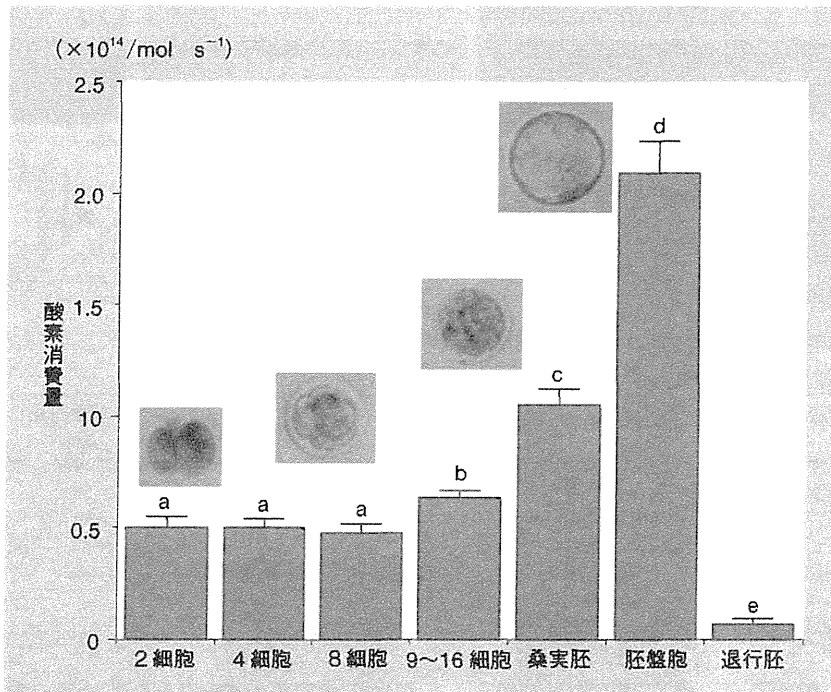 (×10¹⁴/mol s⁻¹)
2.5
2.0
1.5
10
0.5
0
酸素消費量
a
a
a
b
c
d
e
2細胞
4細胞
8細胞
9〜16細胞
桑実胚
胚盤胞
退行胚